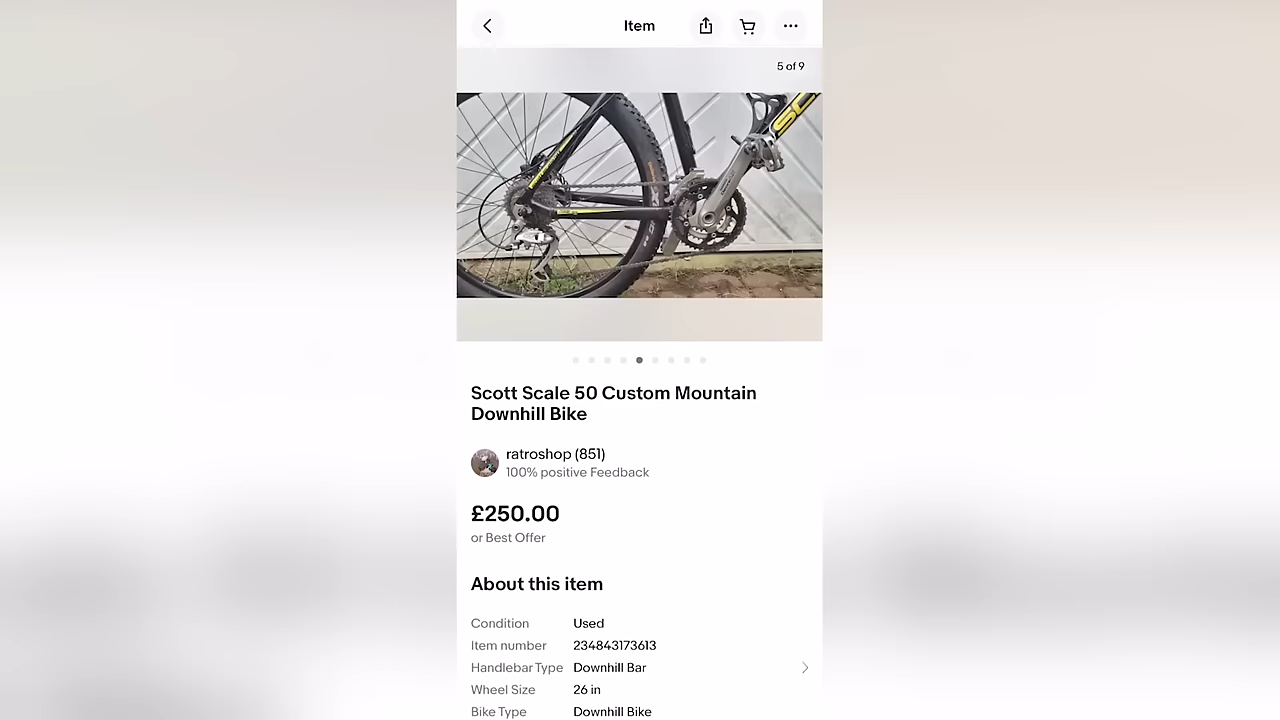 Item
5 of 9
SC
Scott Scale 50 Custom Mountain
Downhill Bike
ratroshop (851)
100% positive Feedback
£250.00
or Best Offer
About this item
Condition Used
Item number 234843173613
Handlebar Type Downhill Bar
Wheel Size 26 in
Bike Type Downhill Bike